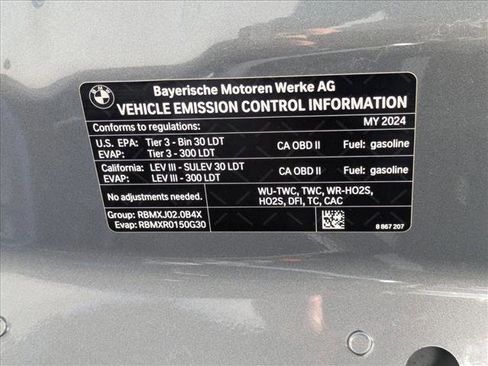 BMW
Bayerische Motoren Werke AG
VEHICLE EMISSION CONTROL INFORMATION
Conforms to regulations: MY 2024
U.S. EPA: Tier 3 - Bin 30 LDT CA OBD II Fuel: gasoline
EVAP: Tier 3 - 300 LDT
California: LEV III - SULEV 30 LDT CA OBD II Fuel: gasoline
EVAP: LEV III - 300 LDT
No adjustments needed. WU-TWC, TWC, WR-HO2S,
HO2S, DFI, TC, CAC
Group: RBMXJ02.0B4X
Evap: RBMXR0150G30 8 867 207